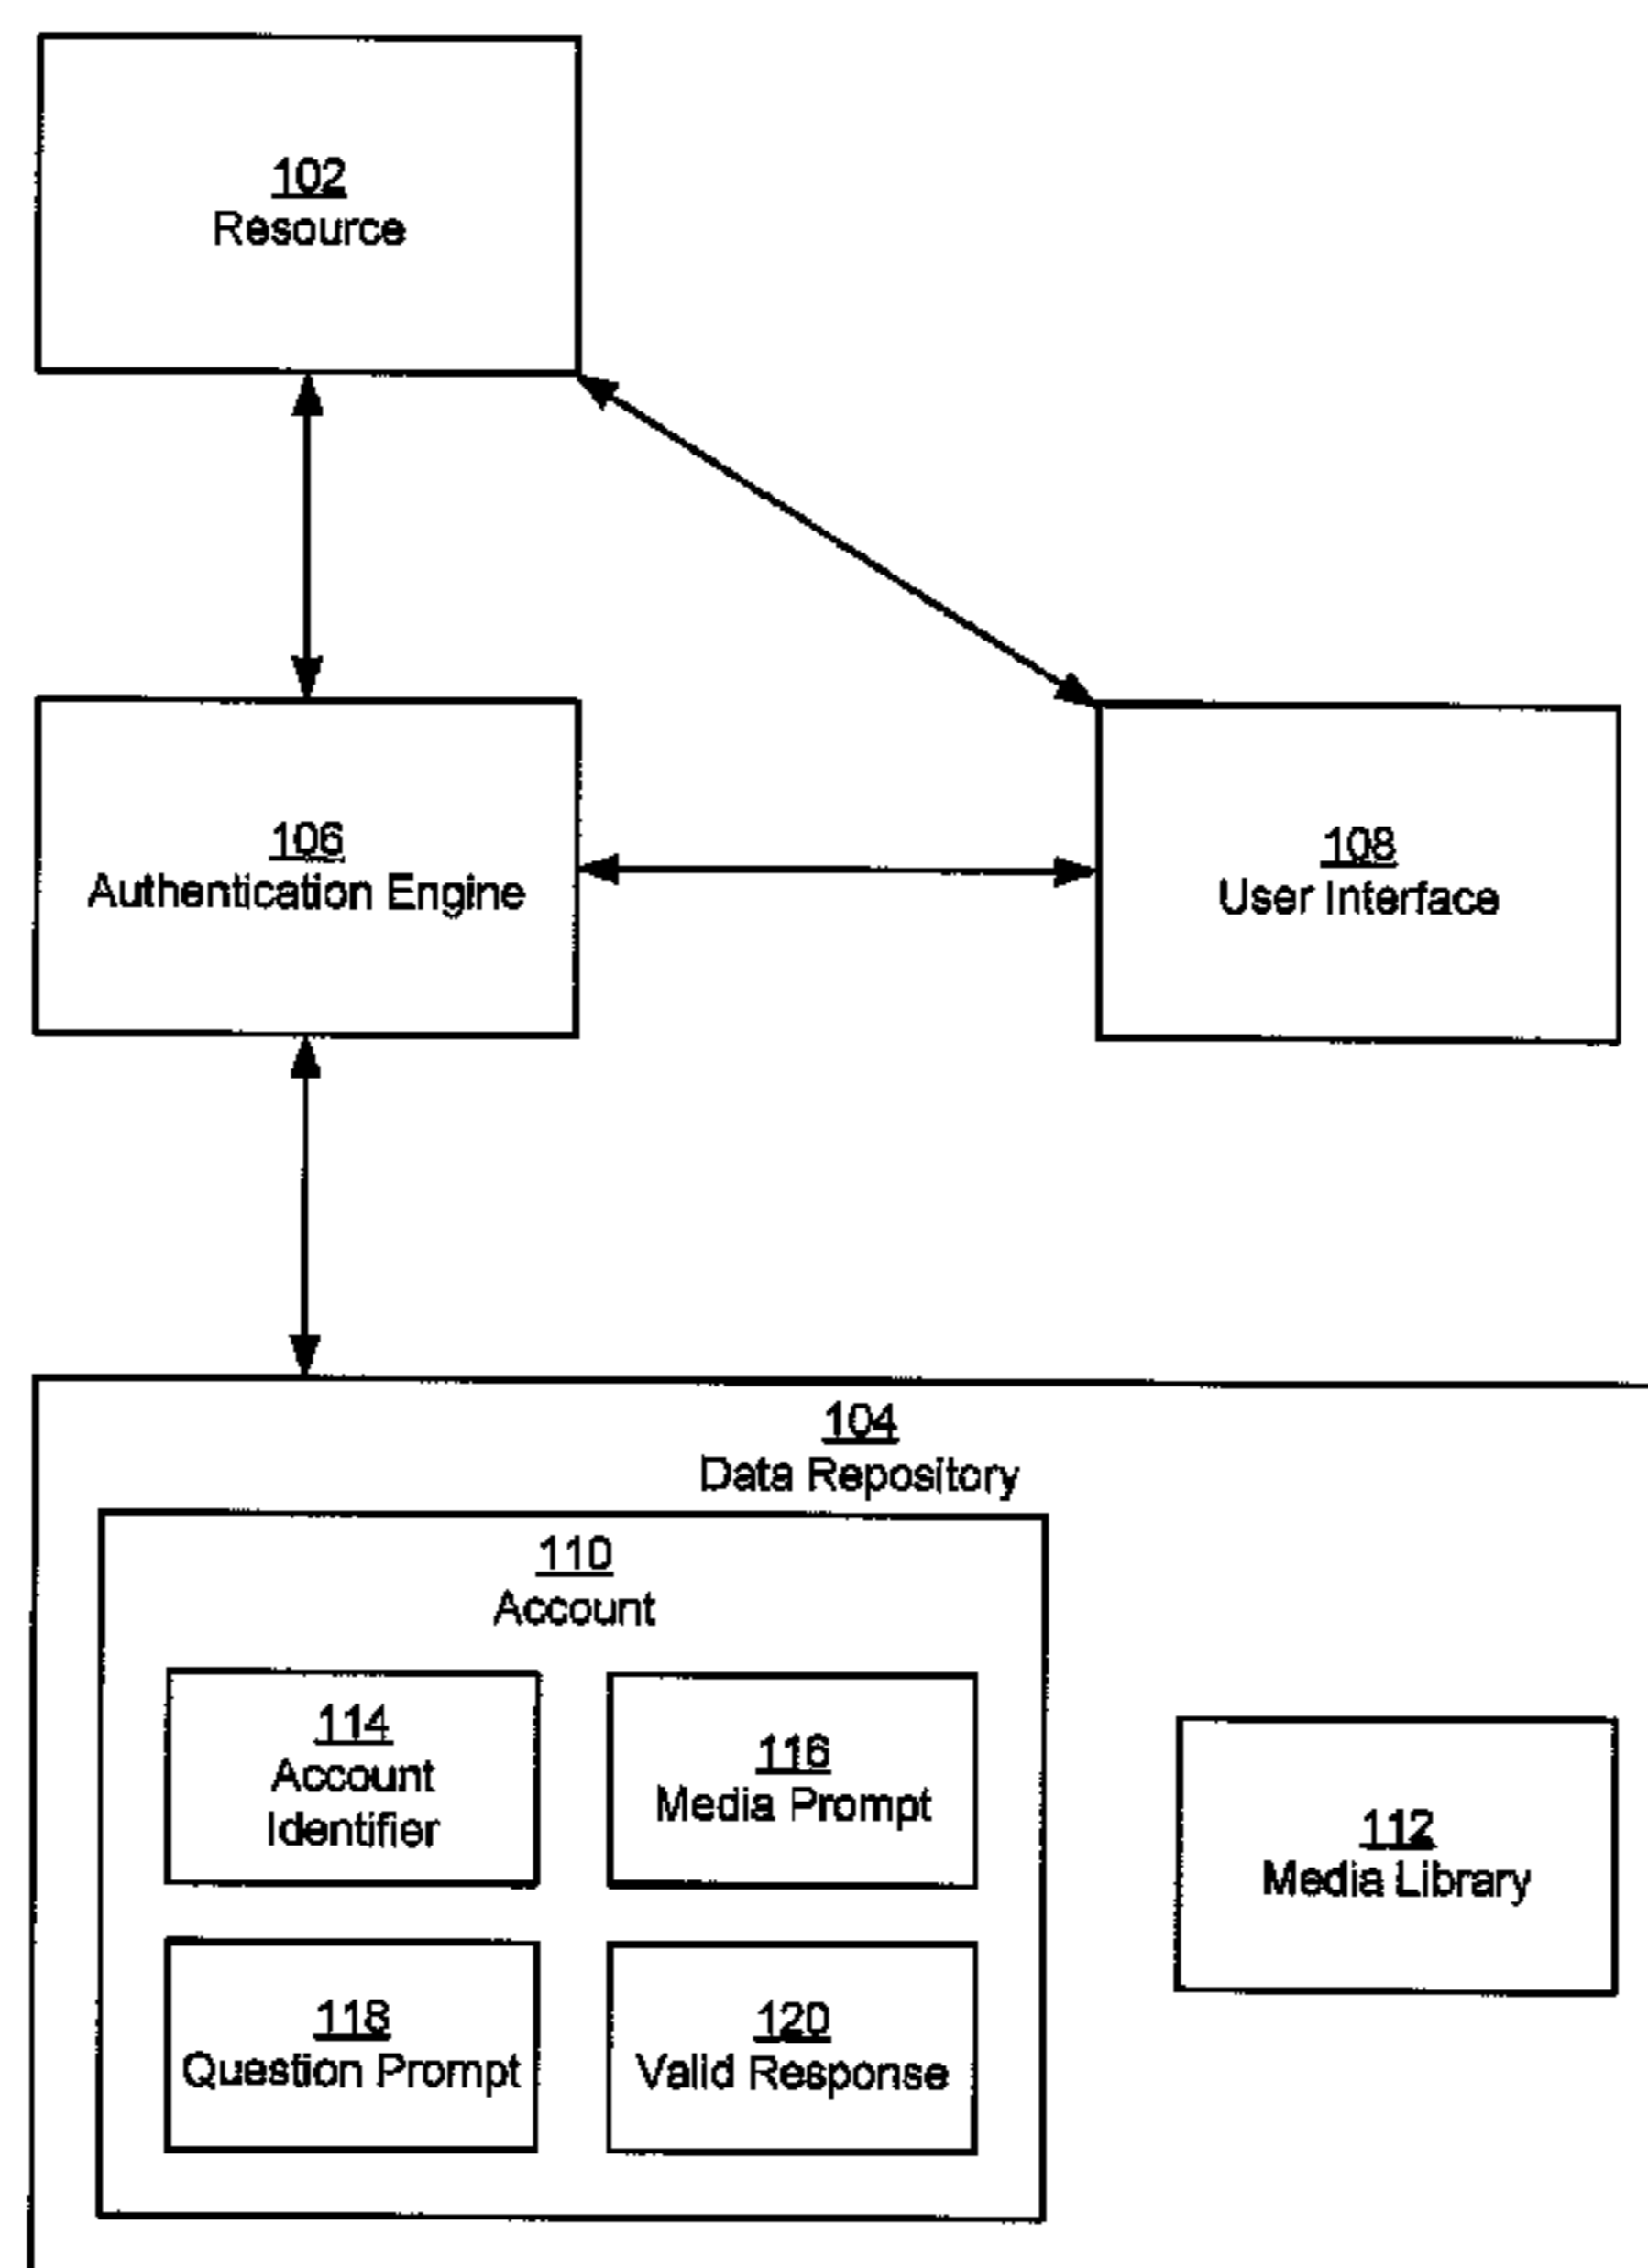 102
Resource
106
Authentication Engine
108
User Interface
104
Data Repository
110
Account
114
Account
Identifier
116
Media Prompt
118
Question Prompt
120
Valid Response
112
Media Library